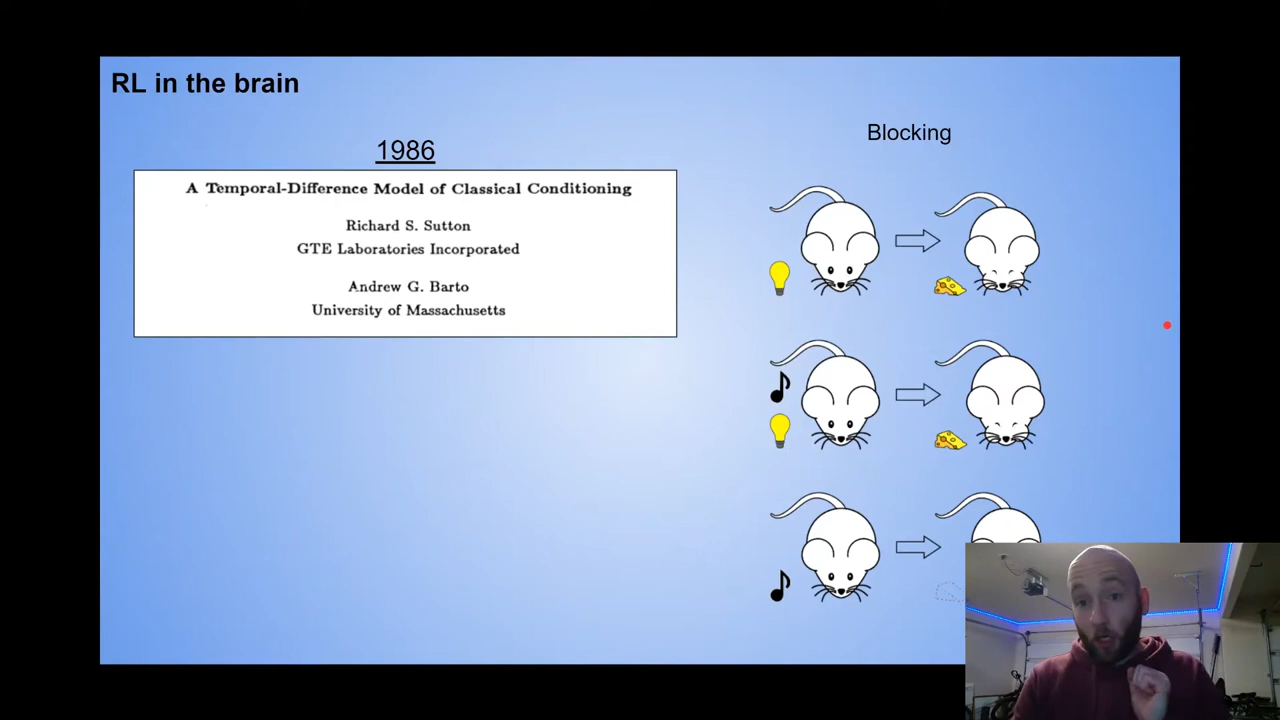 RL in the brain
1986
A Temporal-Difference Model of Classical Conditioning
Richard S. Sutton
GTE Laboratories Incorporated
Andrew G. Barto
University of Massachusetts
Blocking